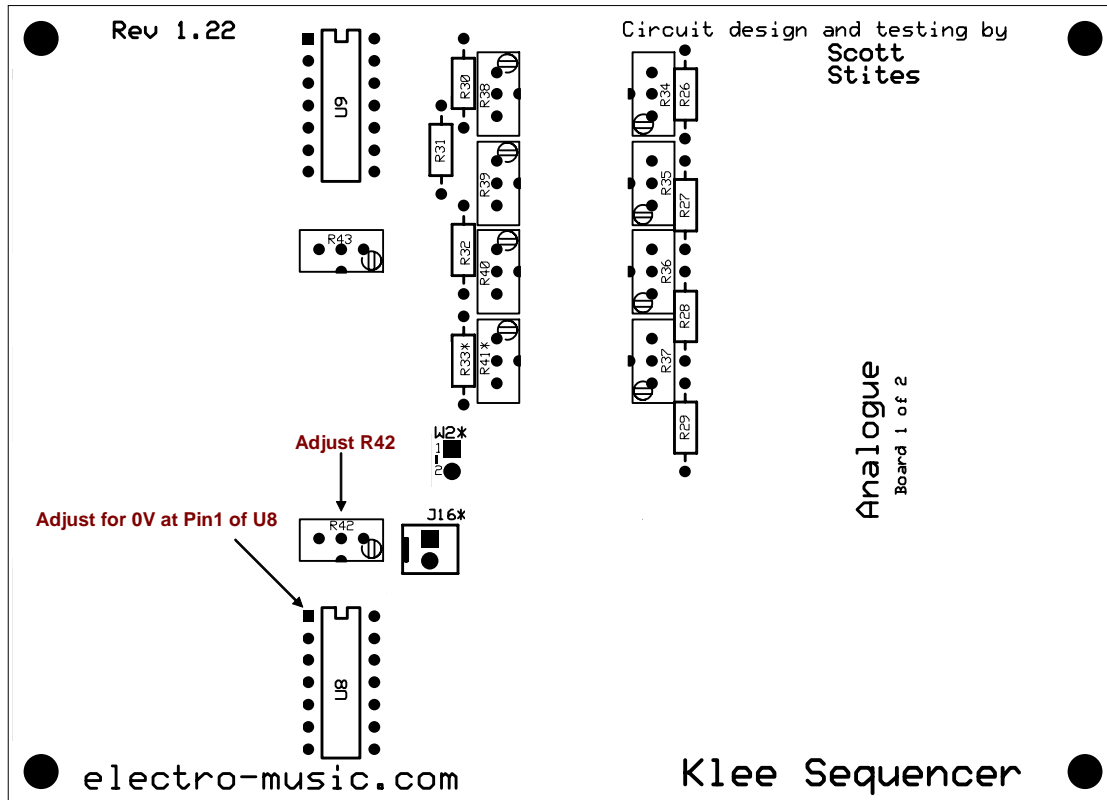 Rev 1.22
Circuit design and testing by
Scott
Stites
U9
R30
R38
R34
R26
R31
R39
R35
R27
R43
R32
R40
R36
R28
R33*
R41*
R37
R29
Analogue
Board 1 of 2
W2*
1
2
Adjust R42
Adjust for 0V at Pin1 of U8
R42
J16*
U8
electro-music.com
Klee Sequencer